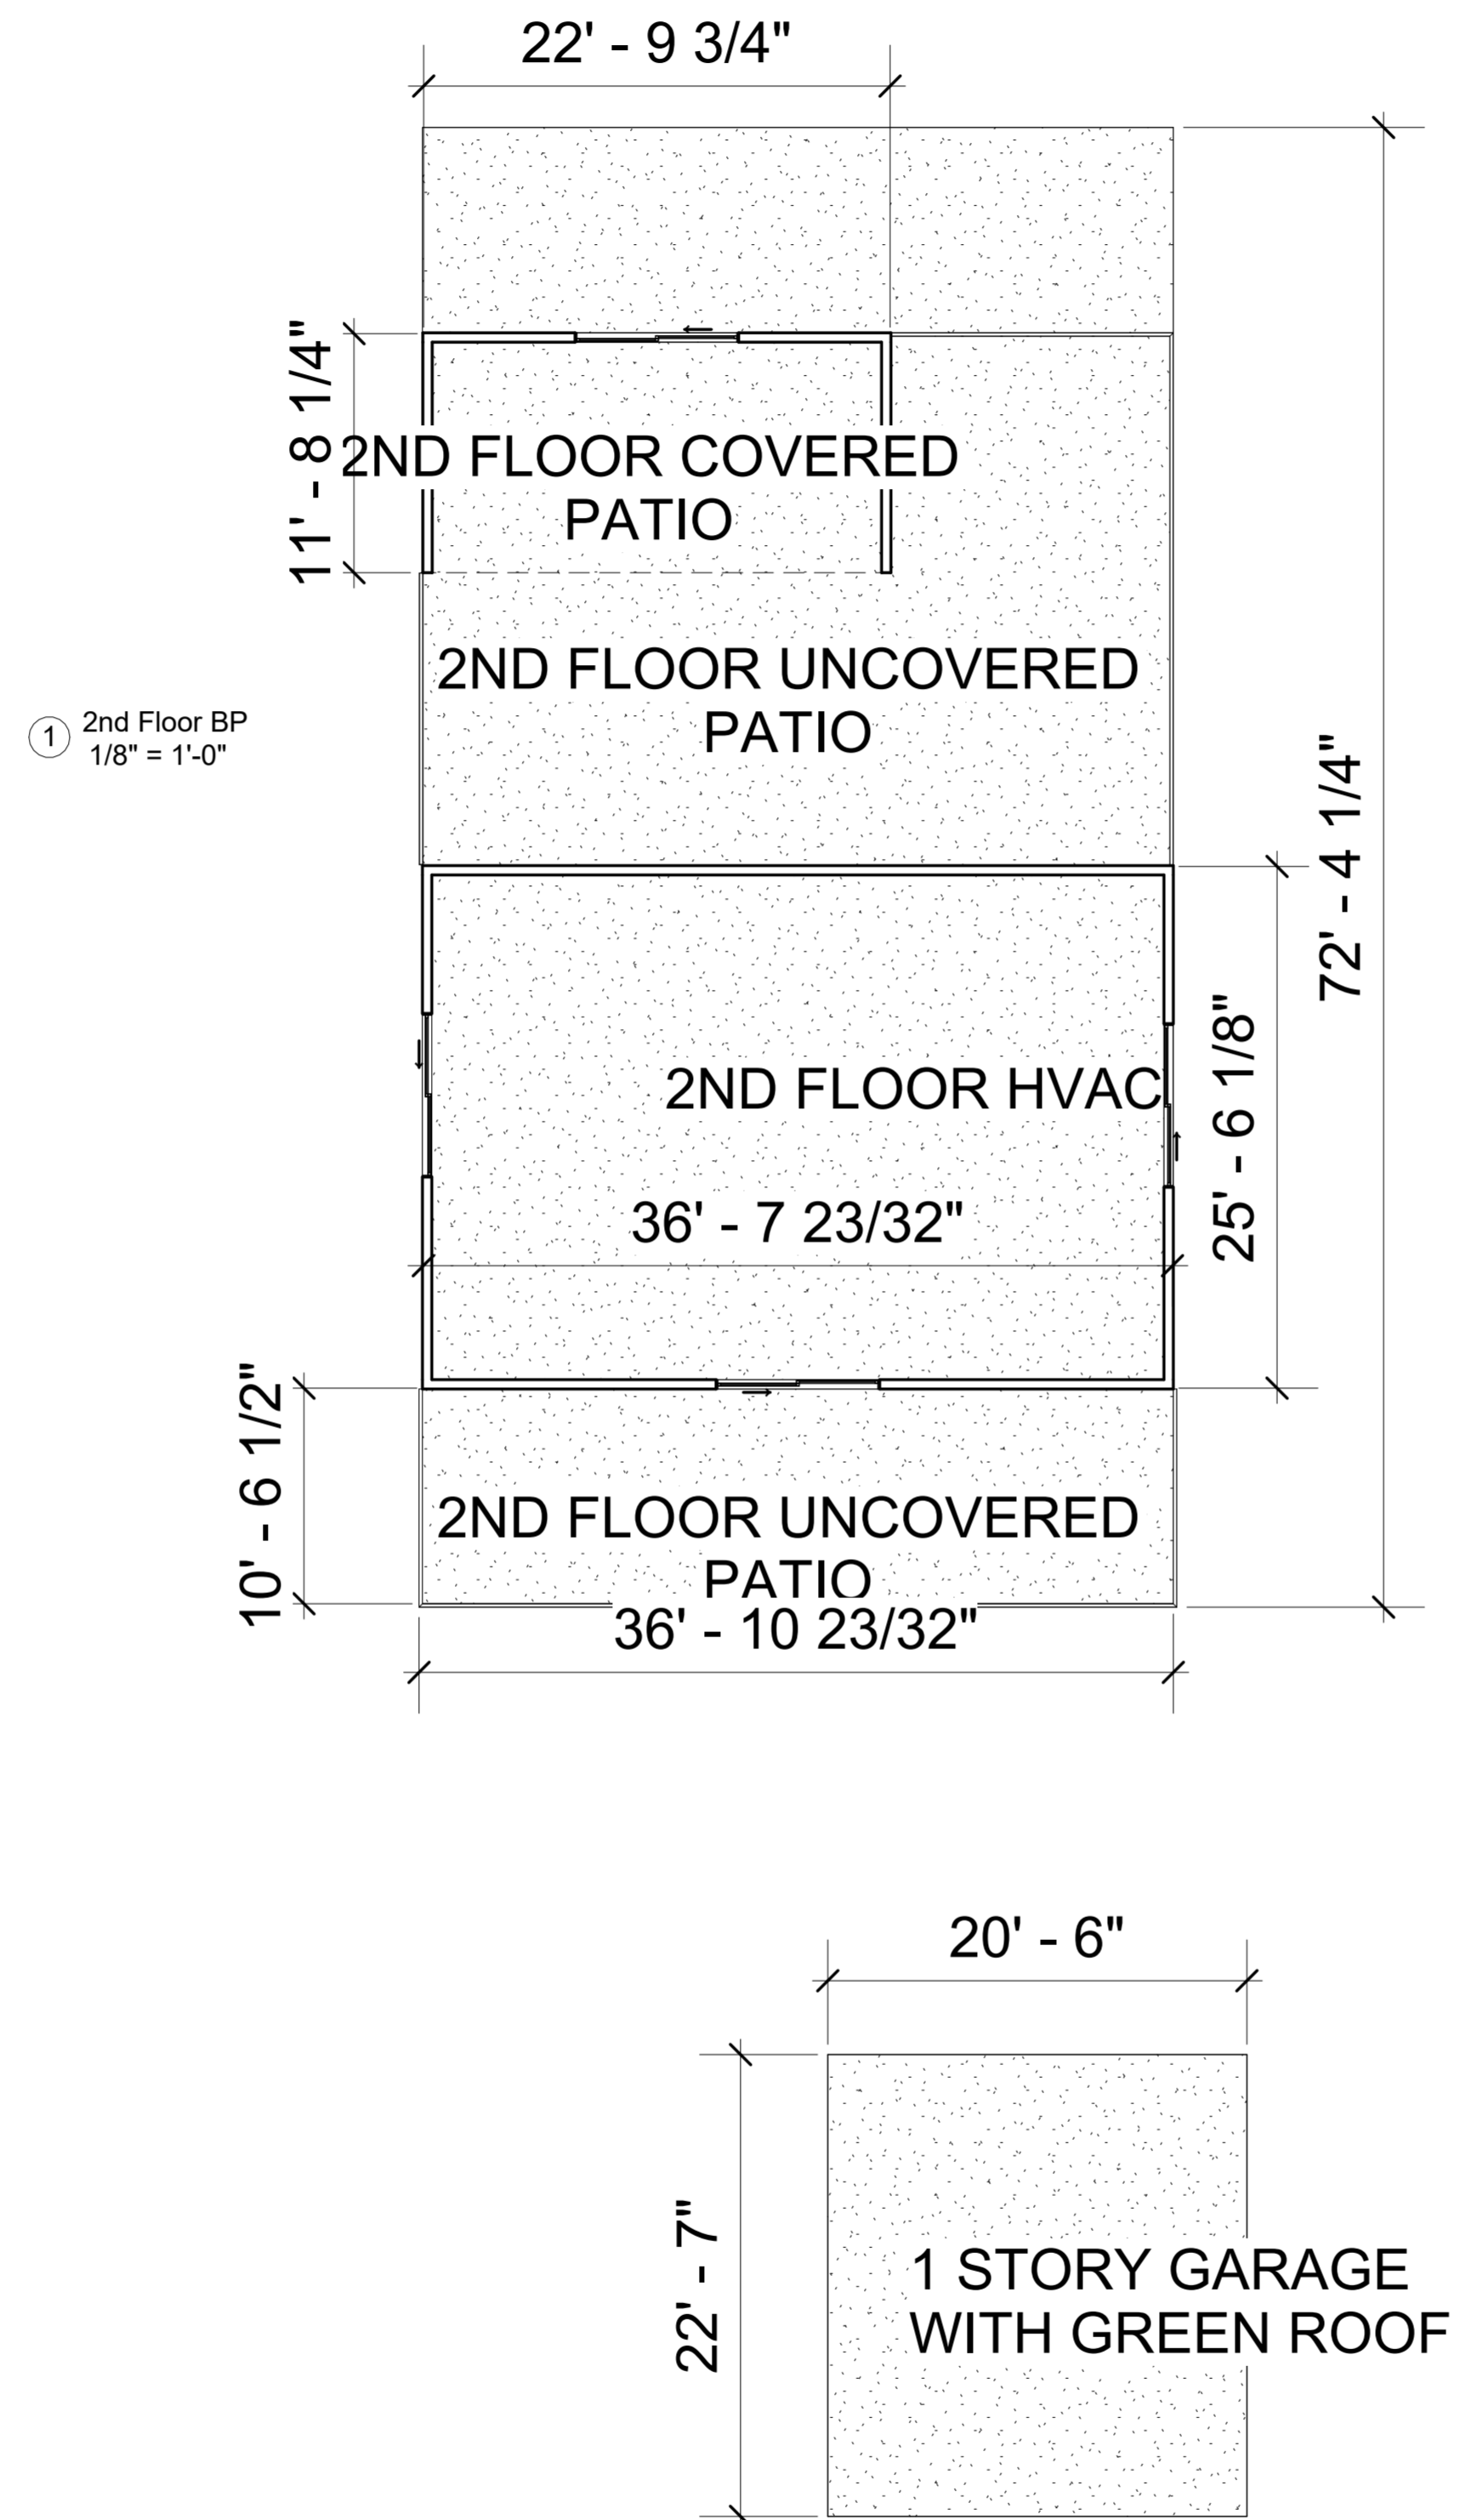 22' - 9 3/4"
11' - 8 1/4"
2ND FLOOR COVERED
PATIO
2ND FLOOR UNCOVERED
PATIO
1
2nd Floor BP
1/8" = 1'-0"
72' - 4 1/4"
2ND FLOOR HVAC
25' - 6 1/8"
36' - 7 23/32"
10' - 6 1/2"
2ND FLOOR UNCOVERED
PATIO
36' - 10 23/32"
20' - 6"
22' - 7"
1 STORY GARAGE
WITH GREEN ROOF